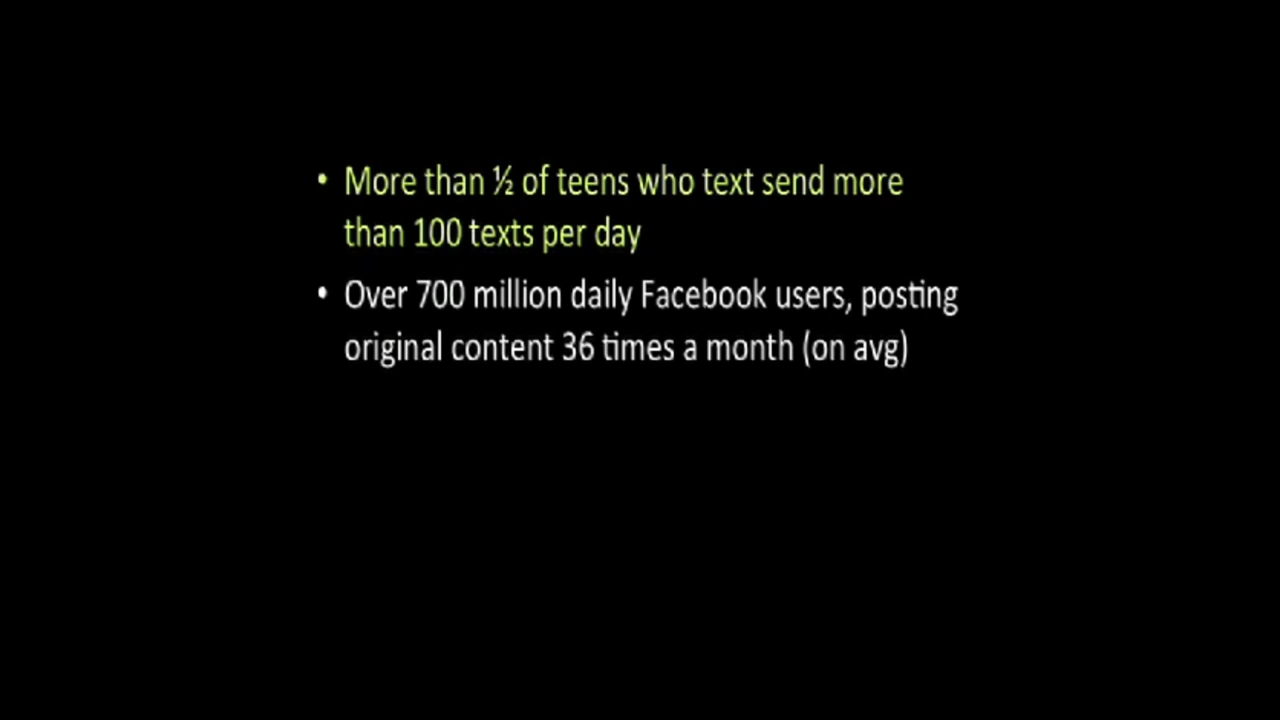 • More than ½ of teens who text send more
than 100 texts per day
• Over 700 million daily Facebook users, posting
original content 36 times a month (on avg)